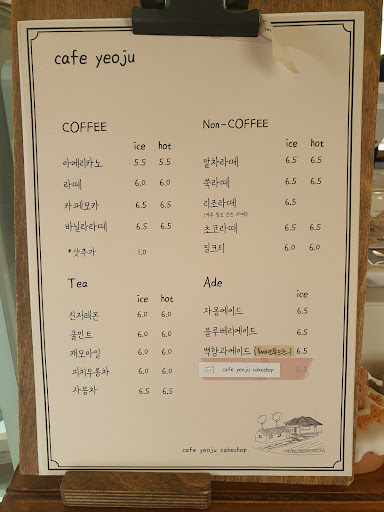 cafe yeoju
COFFEE
ice hot
아메리카노 5.5 5.5
라떼 6.0 6.0
카페모카 6.5 6.5
바닐라라떼 6.5 6.5
*샷추가 1.0
Non-COFFEE
ice hot
말차라떼 6.5 6.5
쑥라떼 6.5 6.5
리조라떼 6.5
초코라떼 6.5 6.5
밀크티 6.0 6.0
Tea
ice hot
진저레몬 6.0 6.0
쿨민트 6.0 6.0
캐모마일 6.0 6.0
피치우롱차 6.0 6.0
자몽차 6.5 6.5
Ade
ice
자몽에이드 6.5
블루베리에이드 6.5
백향과에이드 6.5
cafe yeoju cakeshop 6.5
cafe yeoju cakeshop